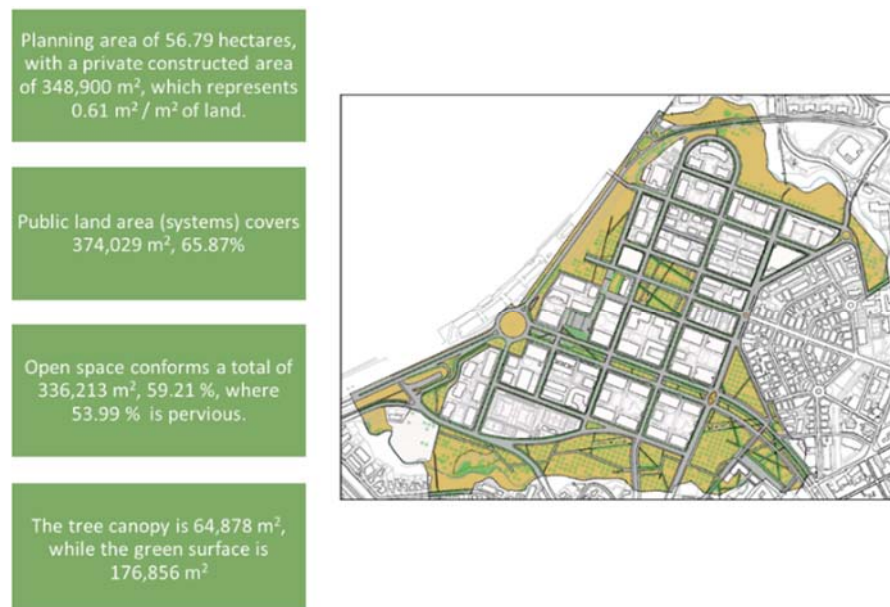 Planning area of 56.79 hectares,
with a private constructed area
of 348,900 m², which represents
0.61 m² / m² of land.
Public land area (systems) covers
374,029 m², 65.87%
Open space conforms a total of
336,213 m², 59.21 %, where
53.99 % is pervious.
The tree canopy is 64,878 m²,
while the green surface is
176,856 m²